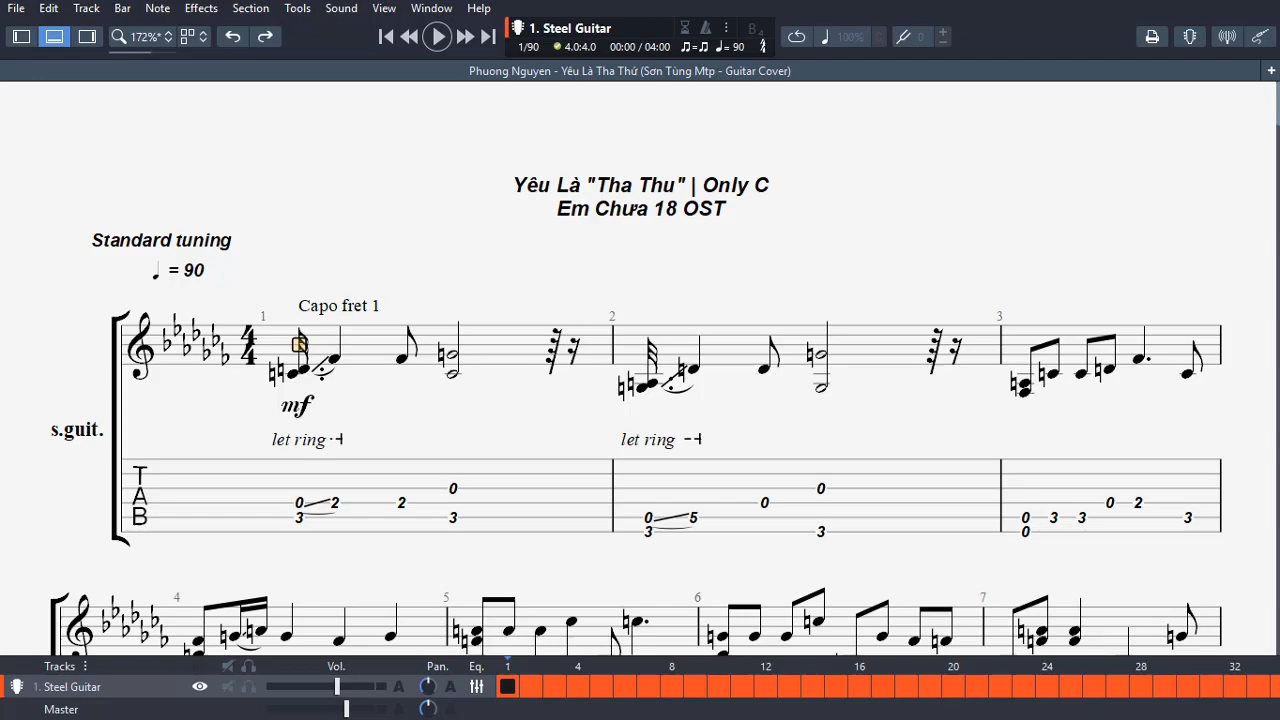 File Edit Track Bar Note Effects Section Tools Sound View Window Help
172%
1. Steel Guitar
1/90 4.0:4.0 00:00 / 04:00 = 90
100% 0
Phuong Nguyen - Yêu Là Tha Thứ (Sơn Tùng Mtp - Guitar Cover)
Yêu Là "Tha Thu" | Only C
Em Chưa 18 OST
Standard tuning
= 90
Capo fret 1
1 2 3
4
4
mf
let ring let ring
s.guit.
T
A
B
0 0
0 2 2 0 0 2
3 3 0 5 0 3 3 3
3 3 0
4 5 6 7
Tracks Vol. Pan. Eq. 1 4 8 12 16 20 24 28 32
1. Steel Guitar
Master